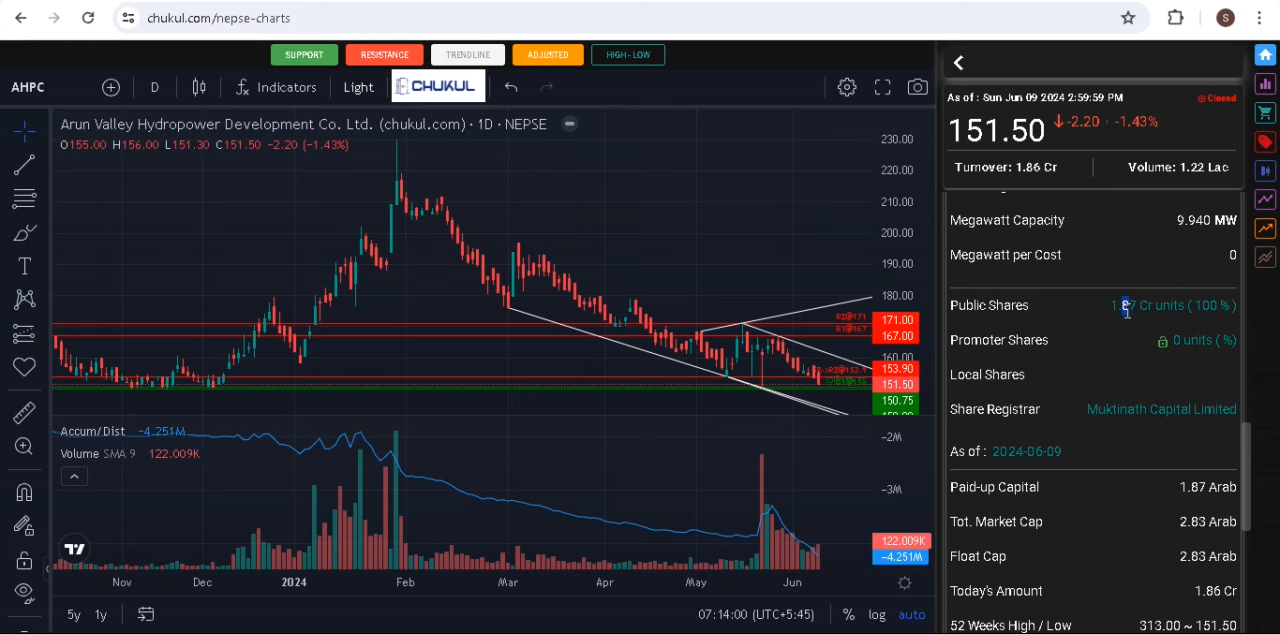 chukul.com/nepse-charts
S
SUPPORT
RESISTANCE
TRENDLINE
ADJUSTED
HIGH-LOW
AHPC
D
Indicators
Light
CHUKUL
Arun Valley Hydropower Development Co. Ltd. (chukul.com) · 1D · NEPSE
O155.00 H156.00 L151.30 C151.50 −2.20 (−1.43%)
230.00
220.00
210.00
200.00
190.00
180.00
R2@171
171.00
R1@167
167.00
160.00
153.90
151.50
150.75
Accum/Dist −4.251M
Volume SMA 9 122.009K
−2M
−3M
122.009K
−4.251M
Nov
Dec
2024
Feb
Mar
Apr
May
Jun
5y
1y
07:14:00 (UTC+5:45)
%
log
auto
As of : Sun Jun 09 2024 2:59:59 PM
Closed
151.50
-2.20 · -1.43%
Turnover: 1.86 Cr
Volume: 1.22 Lac
Megawatt Capacity 9.940 MW
Megawatt per Cost 0
Public Shares 1.87 Cr units ( 100 % )
Promoter Shares 0 units ( %)
Local Shares
Share Registrar Muktinath Capital Limited
As of : 2024-06-09
Paid-up Capital 1.87 Arab
Tot. Market Cap 2.83 Arab
Float Cap 2.83 Arab
Today's Amount 1.86 Cr
52 Weeks High / Low 313.00 ~ 151.50